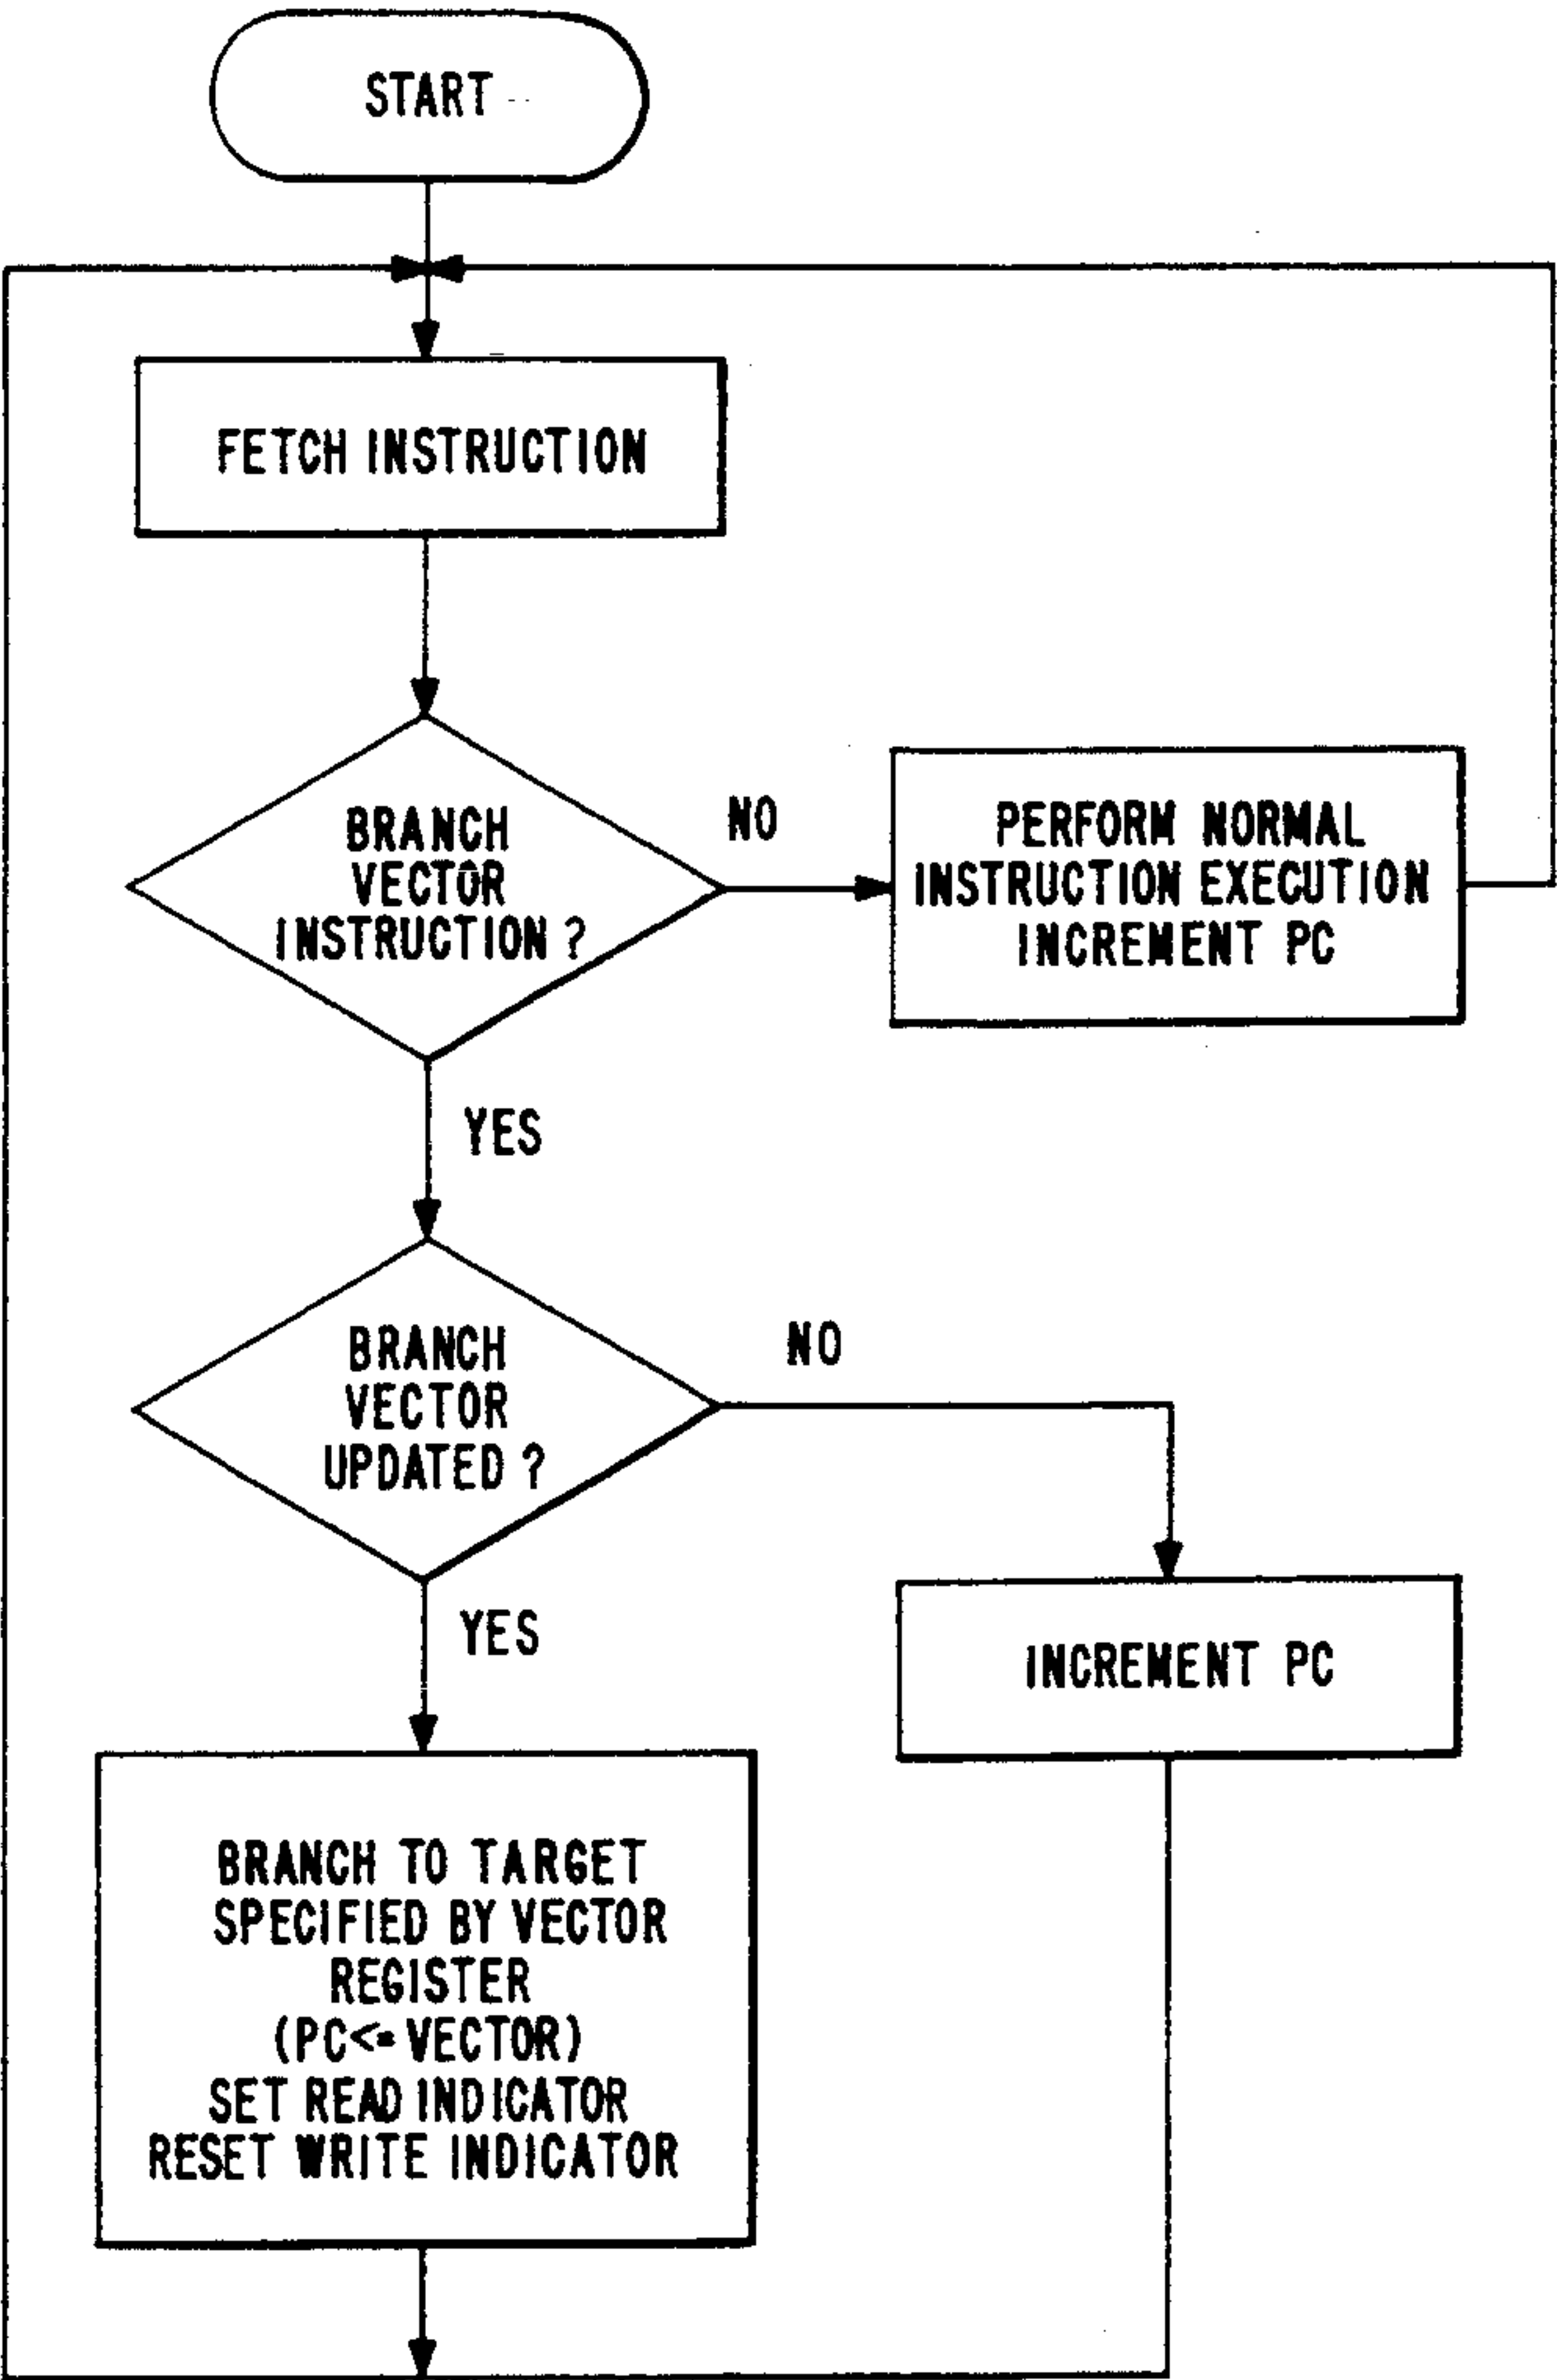 START
FETCH INSTRUCTION
BRANCH
VECTOR
INSTRUCTION ?
NO
PERFORM NORMAL
INSTRUCTION EXECUTION
INCREMENT PC
YES
BRANCH
VECTOR
UPDATED ?
NO
YES
INCREMENT PC
BRANCH TO TARGET
SPECIFIED BY VECTOR
REGISTER
(PC<= VECTOR)
SET READ INDICATOR
RESET WRITE INDICATOR